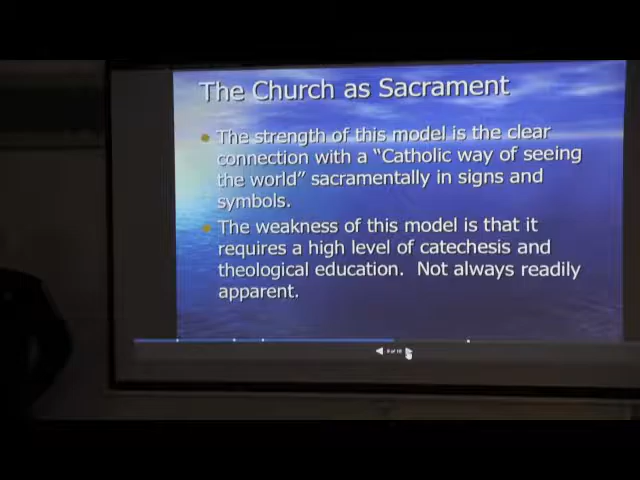 The Church as Sacrament
The strength of this model is the clear
connection with a “Catholic way of seeing
the world” sacramentally in signs and
symbols.
The weakness of this model is that it
requires a high level of catechesis and
theological education. Not always readily
apparent.